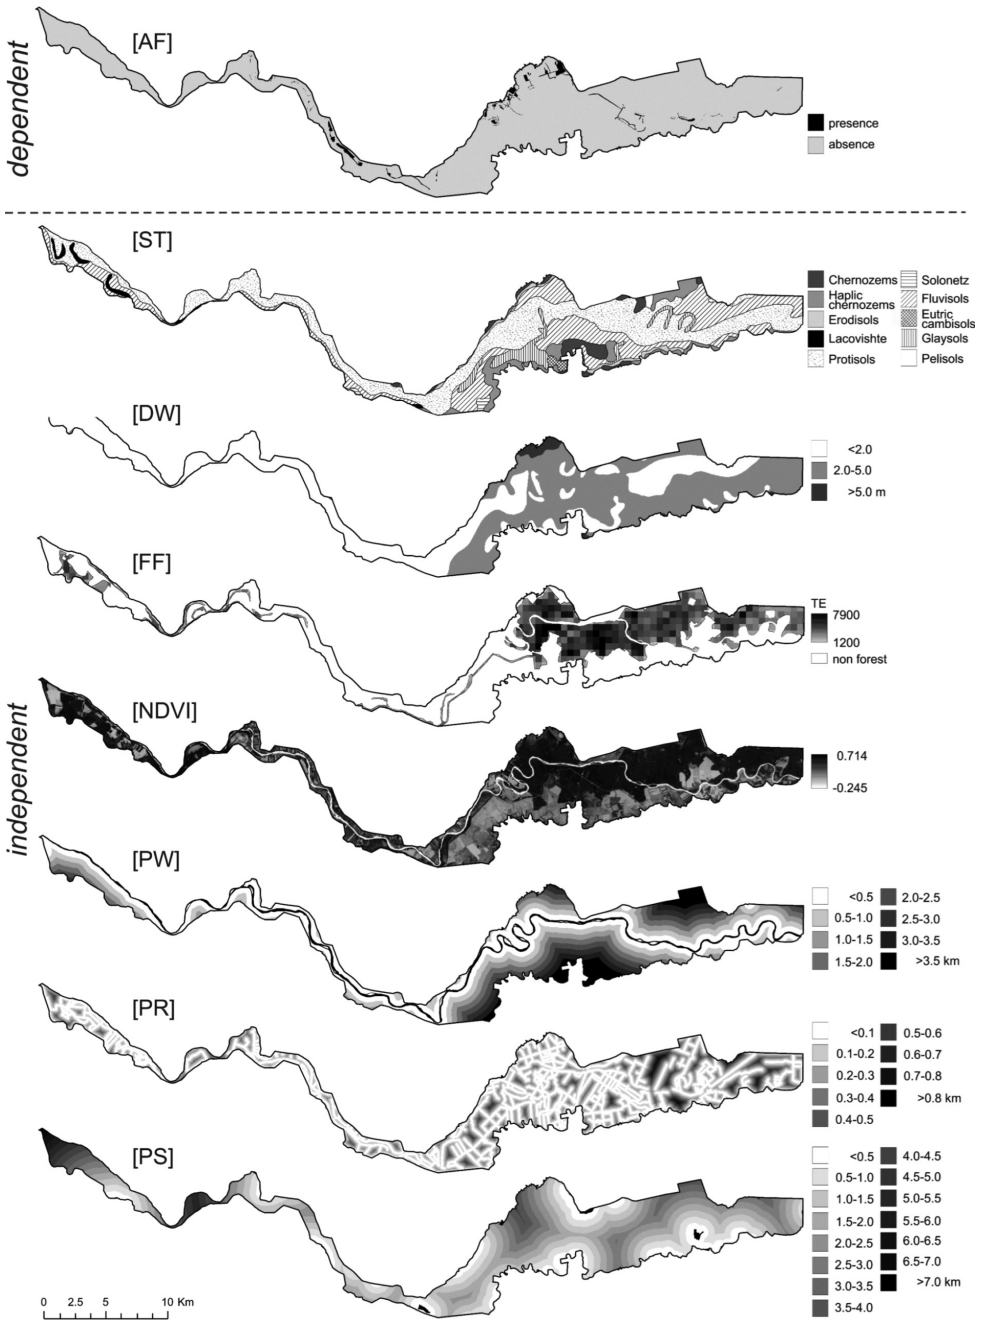 dependent
[AF]
presence
absence
independent
[ST]
Chernozems
Haplic
chernozems
Erodisols
Lacovishte
Protisols
Solonetz
Fluvisols
Eutric
cambisols
Glaysols
Pelisols
[DW]
<2.0
2.0-5.0
>5.0 m
[FF]
TE
7900
1200
non forest
[NDVI]
0.714
-0.245
[PW]
<0.5
0.5-1.0
1.0-1.5
1.5-2.0
2.0-2.5
2.5-3.0
3.0-3.5
>3.5 km
[PR]
<0.1
0.1-0.2
0.2-0.3
0.3-0.4
0.4-0.5
0.5-0.6
0.6-0.7
0.7-0.8
>0.8 km
[PS]
<0.5
0.5-1.0
1.0-1.5
1.5-2.0
2.0-2.5
2.5-3.0
3.0-3.5
3.5-4.0
4.0-4.5
4.5-5.0
5.0-5.5
5.5-6.0
6.0-6.5
6.5-7.0
>7.0 km
0 2.5 5 10 Km